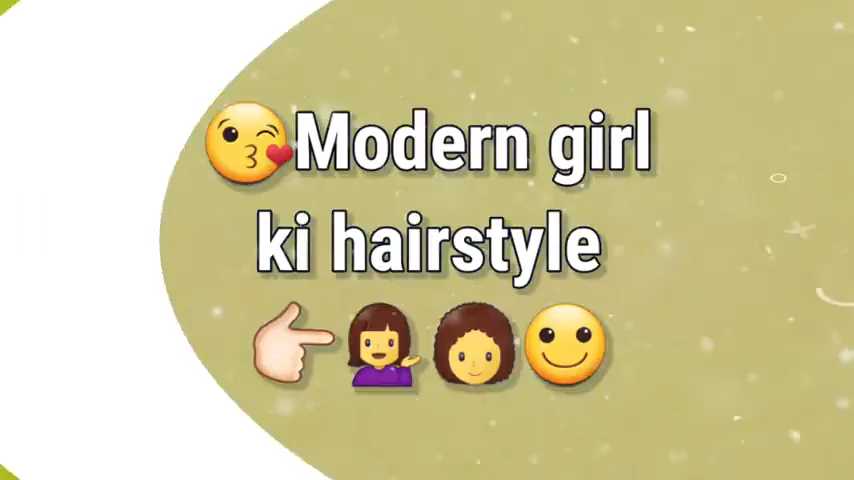 😘Modern girl
ki hairstyle
👉💁👩‍🦱🙂